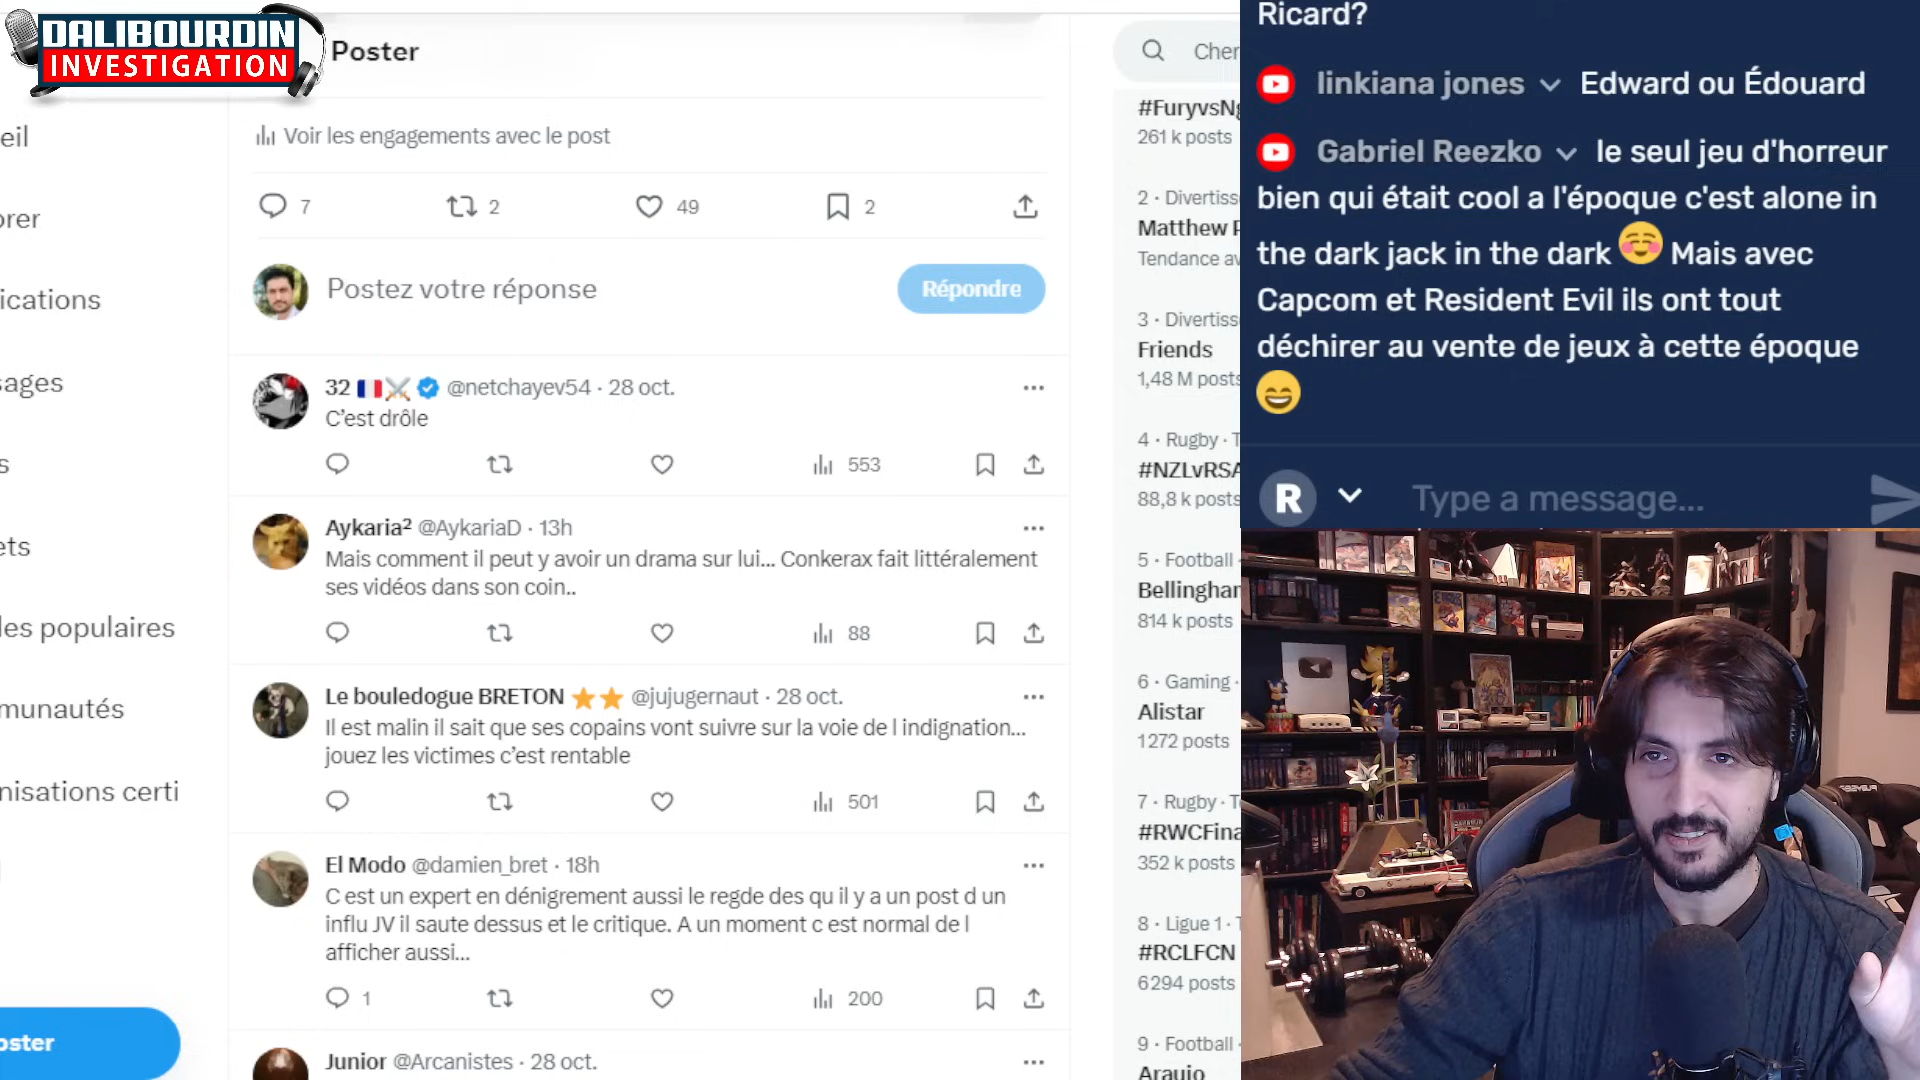 DALIBOURDIN
INVESTIGATION
Poster
Voir les engagements avec le post
7
2
49
2
Postez votre réponse
Répondre
32 @netchayev54 · 28 oct.
C'est drôle
553
Aykaria² @AykariaD · 13h
Mais comment il peut y avoir un drama sur lui... Conkerax fait littéralement
ses vidéos dans son coin..
88
Le bouledogue BRETON @jujugernaut · 28 oct.
Il est malin il sait que ses copains vont suivre sur la voie de l indignation...
jouez les victimes c'est rentable
501
El Modo @damien_bret · 18h
C est un expert en dénigrement aussi le regde des qu il y a un post d un
influ JV il saute dessus et le critique. A un moment c est normal de l
afficher aussi...
1
200
Junior @Arcanistes · 28 oct.
eil
orer
ications
sages
s
ets
les populaires
munautés
nisations certi
oster
Cher
#FuryvsNg
261 k posts
2 · Divertiss
Matthew P
Tendance av
3 · Divertiss
Friends
1,48 M posts
4 · Rugby · T
#NZLvRSA
88,8 k posts
5 · Football ·
Bellinghan
814 k posts
6 · Gaming ·
Alistar
1 272 posts
7 · Rugby · T
#RWCFina
352 k posts
8 · Ligue 1 · T
#RCLFCN
6 294 posts
9 · Football ·
Araujo
Ricard?
linkiana jones Edward ou Édouard
Gabriel Reezko le seul jeu d'horreur
bien qui était cool a l'époque c'est alone in
the dark jack in the dark Mais avec
Capcom et Resident Evil ils ont tout
déchirer au vente de jeux à cette époque
R
Type a message...